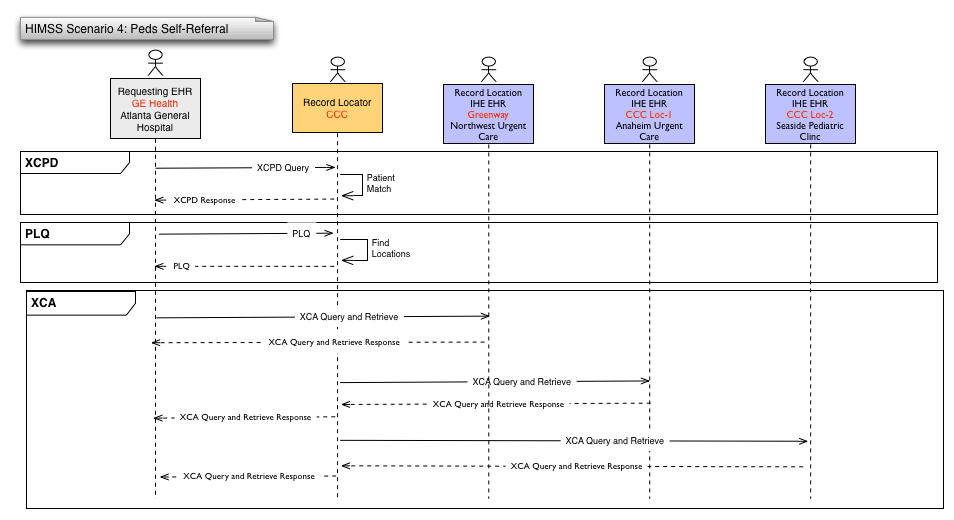 HIMSS Scenario 4: Peds Self-Referral
Requesting EHR
GE Health
Atlanta General
Hospital
Record Locator
CCC
Record Location
IHE EHR
Greenway
Northwest Urgent
Care
Record Location
IHE EHR
CCC Loc-1
Anaheim Urgent
Care
Record Location
IHE EHR
CCC Loc-2
Seaside Pediatric
Clinc
XCPD
XCPD Query
Patient
Match
XCPD Response
PLQ
PLQ
Find
Locations
PLQ
XCA
XCA Query and Retrieve
XCA Query and Retrieve Response
XCA Query and Retrieve
XCA Query and Retrieve Response
XCA Query and Retrieve Response
XCA Query and Retrieve
XCA Query and Retrieve Response
XCA Query and Retrieve Response